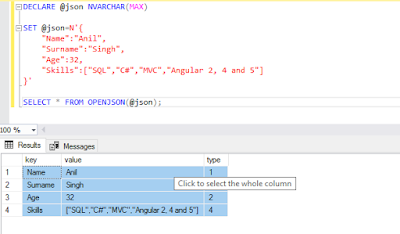 DECLARE @json NVARCHAR(MAX)
SET @json=N'{
"Name":"Anil",
"Surname":"Singh",
"Age":32,
"Skills":["SQL","C#","MVC","Angular 2, 4 and 5"]
}'
SELECT * FROM OPENJSON(@json);
100 %
Results Messages
key value type
1 Name Anil 1
Click to select the whole column
2 Surname Singh
3 Age 32 2
4 Skills ["SQL","C#","MVC","Angular 2, 4 and 5"] 4